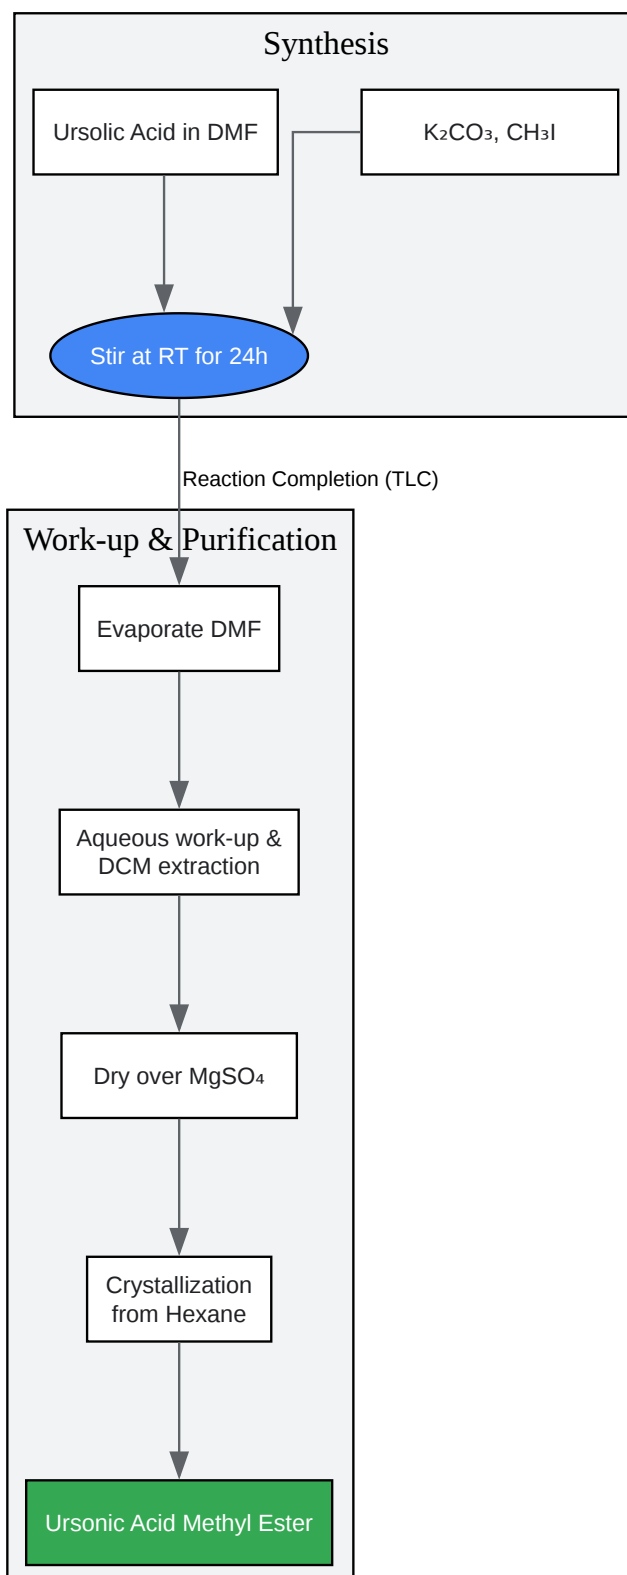 Synthesis
Ursolic Acid in DMF
K₂CO₃, CH₃I
Stir at RT for 24h
Reaction Completion (TLC)
Work-up & Purification
Evaporate DMF
Aqueous work-up &
DCM extraction
Dry over MgSO₄
Crystallization
from Hexane
Ursonic Acid Methyl Ester